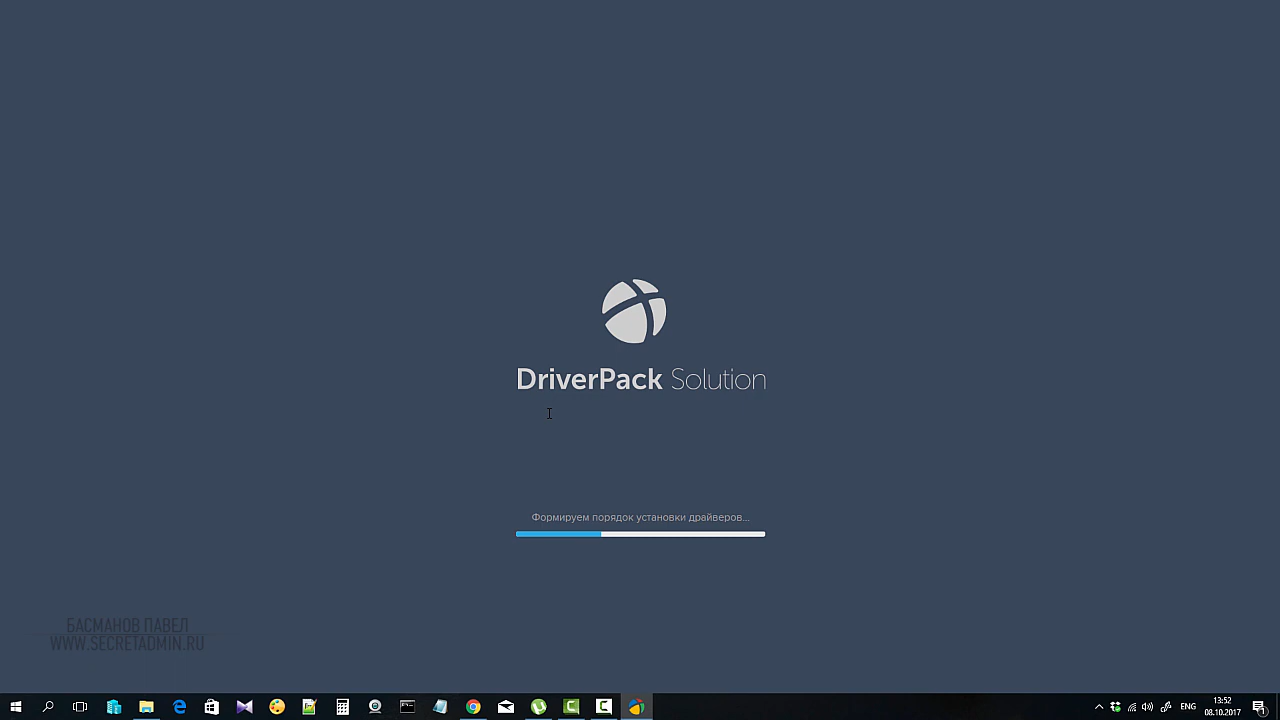 DriverPack Solution
Формируем порядок установки драйверов...
БАСМАНОВ ПАВЕЛ
WWW.SECRETADMIN.RU
ENG
13:52
08.10.2017